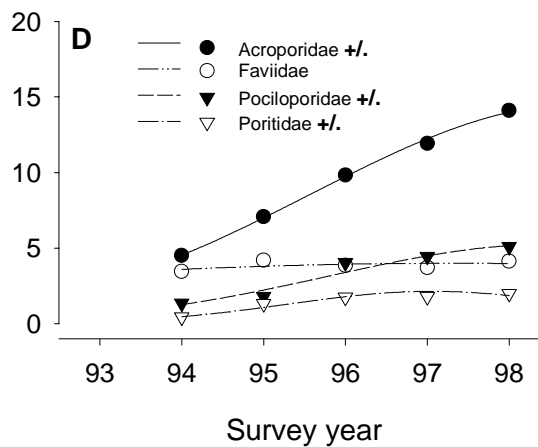 20
15
10
5
0
D
Acroporidae +/.
Faviidae
Pociloporidae +/.
Poritidae +/.
93 94 95 96 97 98
Survey year